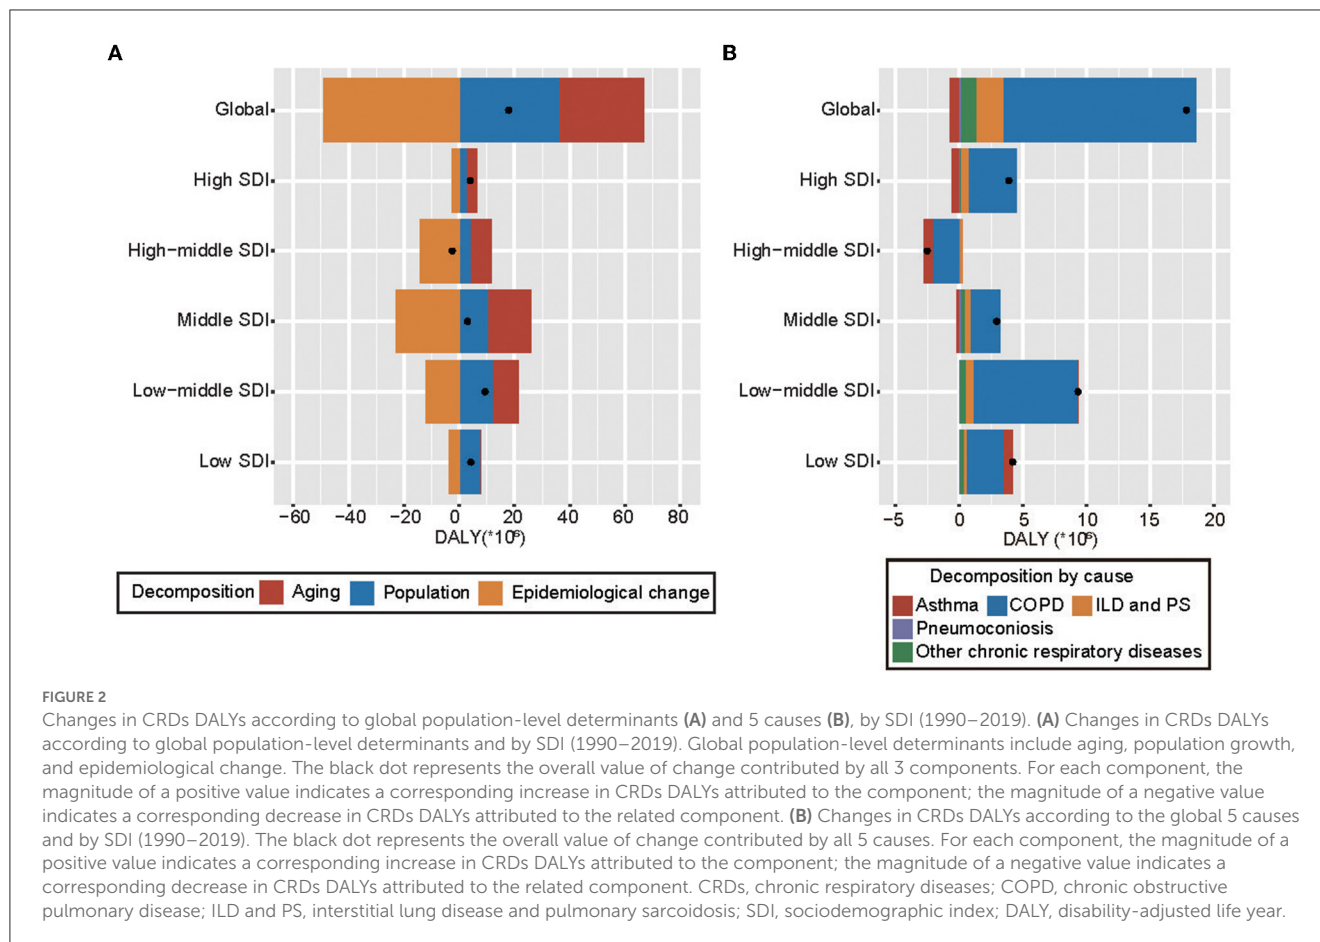 A
Global
High SDI
High-middle SDI
Middle SDI
Low-middle SDI
Low SDI
-60 -40 -20 0 20 40 60 80
DALY(*10⁶)
Decomposition Aging Population Epidemiological change
B
Global
High SDI
High-middle SDI
Middle SDI
Low-middle SDI
Low SDI
-5 0 5 10 15 20
DALY (*10⁶)
Decomposition by cause
Asthma COPD ILD and PS
Pneumoconiosis
Other chronic respiratory diseases
FIGURE 2
Changes in CRDs DALYs according to global population-level determinants (A) and 5 causes (B), by SDI (1990–2019). (A) Changes in CRDs DALYs
according to global population-level determinants and by SDI (1990–2019). Global population-level determinants include aging, population growth,
and epidemiological change. The black dot represents the overall value of change contributed by all 3 components. For each component, the
magnitude of a positive value indicates a corresponding increase in CRDs DALYs attributed to the component; the magnitude of a negative value
indicates a corresponding decrease in CRDs DALYs attributed to the related component. (B) Changes in CRDs DALYs according to the global 5 causes
and by SDI (1990–2019). The black dot represents the overall value of change contributed by all 5 causes. For each component, the magnitude of a
positive value indicates a corresponding increase in CRDs DALYs attributed to the component; the magnitude of a negative value indicates a
corresponding decrease in CRDs DALYs attributed to the related component. CRDs, chronic respiratory diseases; COPD, chronic obstructive
pulmonary disease; ILD and PS, interstitial lung disease and pulmonary sarcoidosis; SDI, sociodemographic index; DALY, disability-adjusted life year.